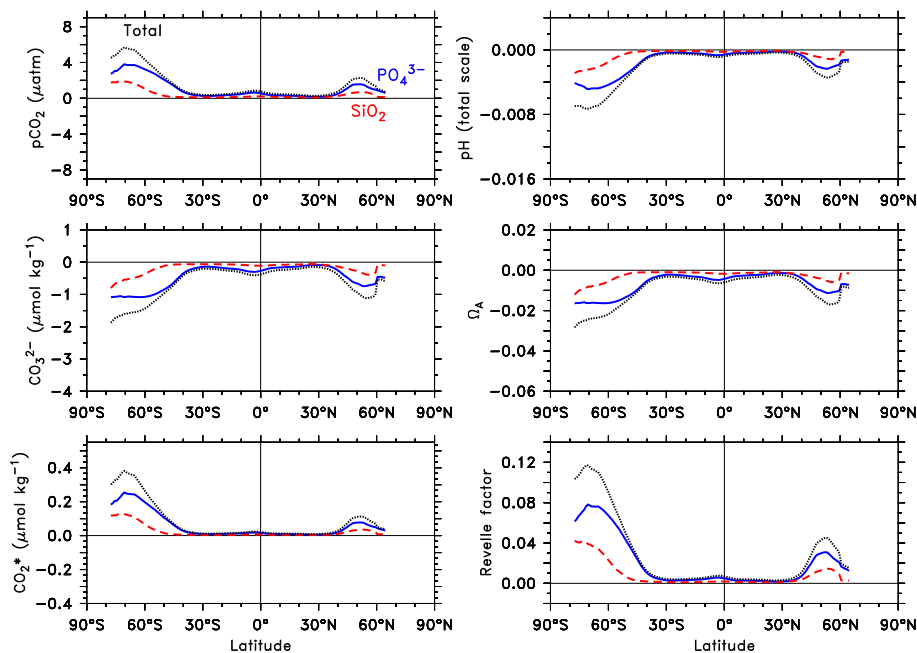 Total
PO₄³⁻
SiO₂
pCO₂ (μatm)
8
4
0
−4
−8
90°S 60°S 30°S 0° 30°N 60°N 90°N
pH (total scale)
0.000
−0.008
−0.016
90°S 60°S 30°S 0° 30°N 60°N 90°N
CO₃²⁻ (μmol kg⁻¹)
1
0
−1
−2
−3
−4
90°S 60°S 30°S 0° 30°N 60°N 90°N
Ω_A
0.02
0.00
−0.02
−0.04
−0.06
90°S 60°S 30°S 0° 30°N 60°N 90°N
CO₂* (μmol kg⁻¹)
0.4
0.2
0.0
−0.2
−0.4
90°S 60°S 30°S 0° 30°N 60°N 90°N
Latitude
Revelle factor
0.12
0.08
0.04
0.00
90°S 60°S 30°S 0° 30°N 60°N 90°N
Latitude